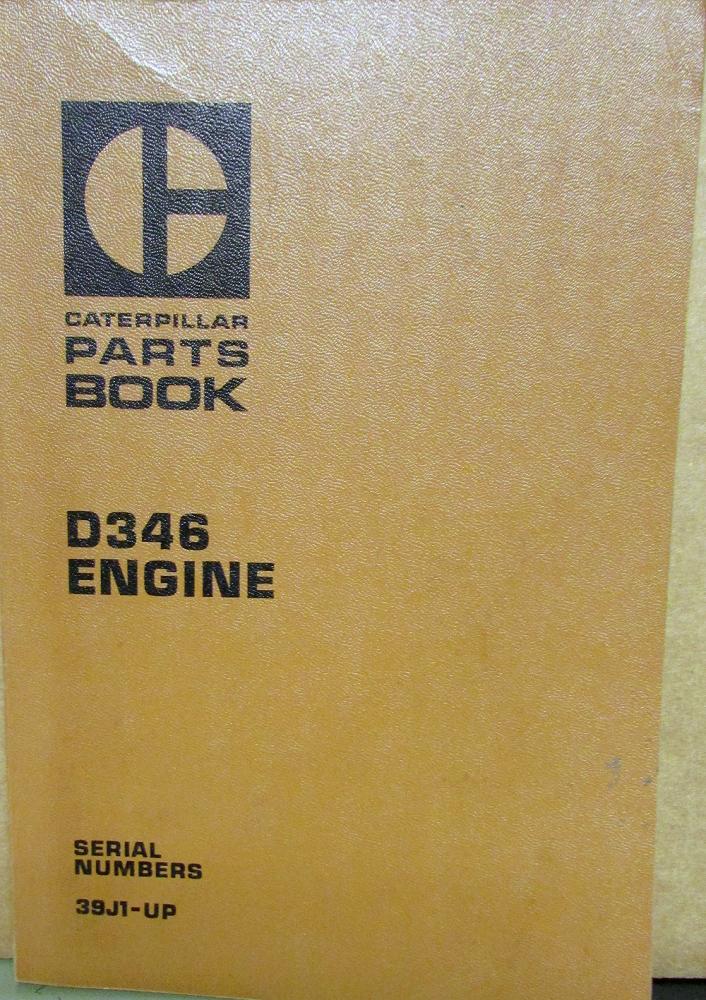 CATERPILLAR
PARTS
BOOK
D346
ENGINE
SERIAL
NUMBERS
39J1-UP